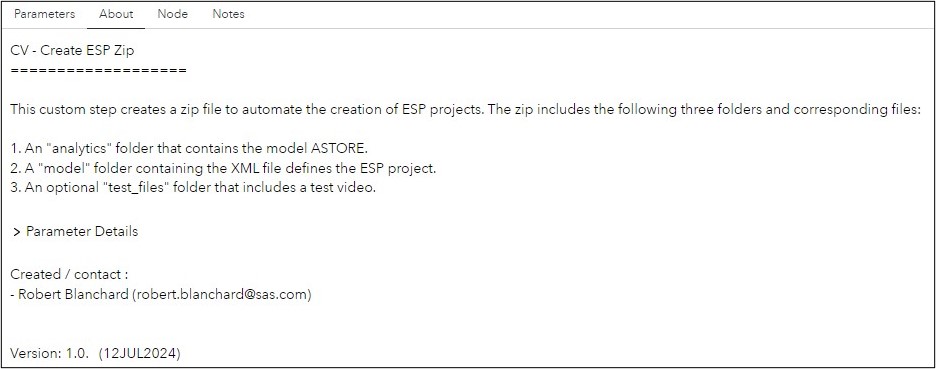 Parameters About Node Notes
CV - Create ESP Zip
===================
This custom step creates a zip file to automate the creation of ESP projects. The zip includes the following three folders and corresponding files:
1. An "analytics" folder that contains the model ASTORE.
2. A "model" folder containing the XML file defines the ESP project.
3. An optional "test_files" folder that includes a test video.
> Parameter Details
Created / contact :
- Robert Blanchard (robert.blanchard@sas.com)
Version: 1.0. (12JUL2024)